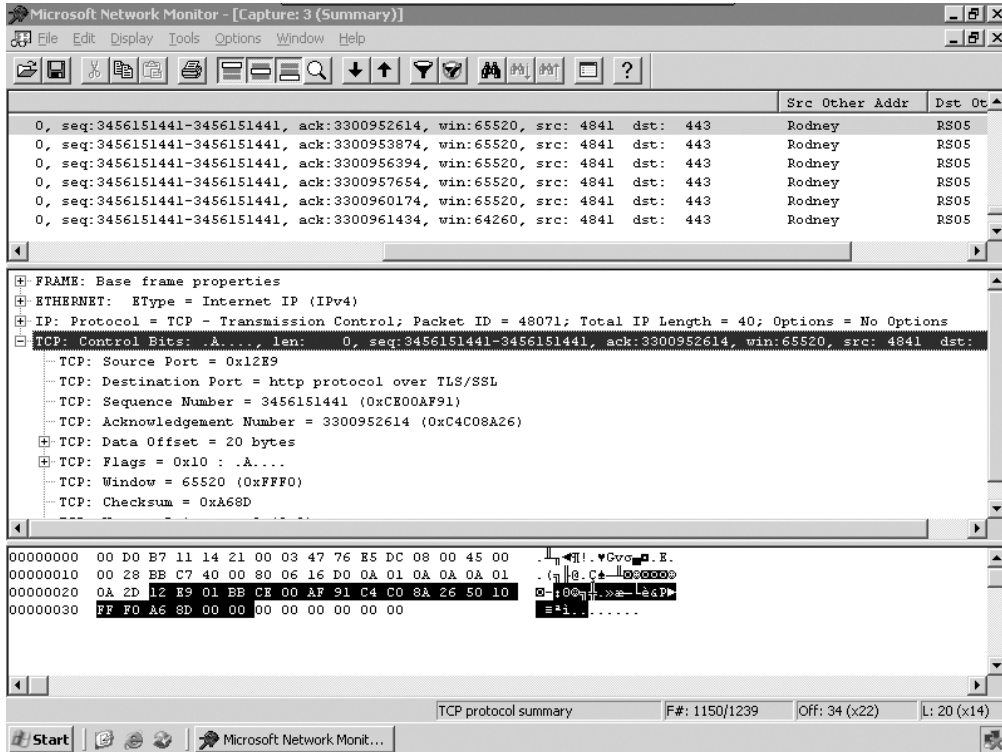 Microsoft Network Monitor - [Capture: 3 (Summary)]
File Edit Display Tools Options Window Help
Src Other Addr Dst Ot
0, seq:3456151441-3456151441, ack:3300952614, win:65520, src: 4841 dst: 443 Rodney RS05
0, seq:3456151441-3456151441, ack:3300953874, win:65520, src: 4841 dst: 443 Rodney RS05
0, seq:3456151441-3456151441, ack:3300956394, win:65520, src: 4841 dst: 443 Rodney RS05
0, seq:3456151441-3456151441, ack:3300957654, win:65520, src: 4841 dst: 443 Rodney RS05
0, seq:3456151441-3456151441, ack:3300960174, win:65520, src: 4841 dst: 443 Rodney RS05
0, seq:3456151441-3456151441, ack:3300961434, win:64260, src: 4841 dst: 443 Rodney RS05
FRAME: Base frame properties
ETHERNET: EType = Internet IP (IPv4)
IP: Protocol = TCP - Transmission Control; Packet ID = 48071; Total IP Length = 40; Options = No Options
TCP: Control Bits: .A...., len: 0, seq:3456151441-3456151441, ack:3300952614, win:65520, src: 4841 dst:
TCP: Source Port = 0x12E9
TCP: Destination Port = http protocol over TLS/SSL
TCP: Sequence Number = 3456151441 (0xCE00AF91)
TCP: Acknowledgement Number = 3300952614 (0xC4C08A26)
TCP: Data Offset = 20 bytes
TCP: Flags = 0x10 : .A....
TCP: Window = 65520 (0xFFF0)
TCP: Checksum = 0xA68D
00000000 00 D0 B7 11 14 21 00 03 47 76 E5 DC 08 00 45 00
00000010 00 28 BB C7 40 00 80 06 16 D0 0A 01 0A 0A 0A 01
00000020 0A 2D 12 E9 01 BB CE 00 AF 91 C4 C0 8A 26 50 10
00000030 FF F0 A6 8D 00 00 00 00 00 00 00 00
TCP protocol summary F#: 1150/1239 Off: 34 (x22) L: 20 (x14)
Start Microsoft Network Monit...